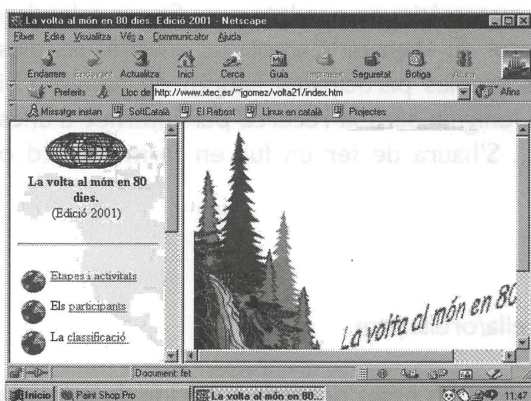 La volta al món en 80 dies. Edició 2001 - Netscape
Fitxer Edita Visualitza Vés a Communicator Ajuda
Endarrere Endavant Actualitza Inici Cerca Guia Imprimeix Seguretat Botiga Atura
Preferits Lloc de http://www.xtec.es/~jgomez/volta21/index.htm Afins
Missatge instan SoftCatalà El Rebost Linux en català Projectes
La volta al món en 80
dies.
(Edició 2001)
Etapes i activitats
Els participants
La classificació
La volta al món en 80
Document: fet
Inicio Paint Shop Pro La volta al món en 80... 11:47
S'haurà de fer un